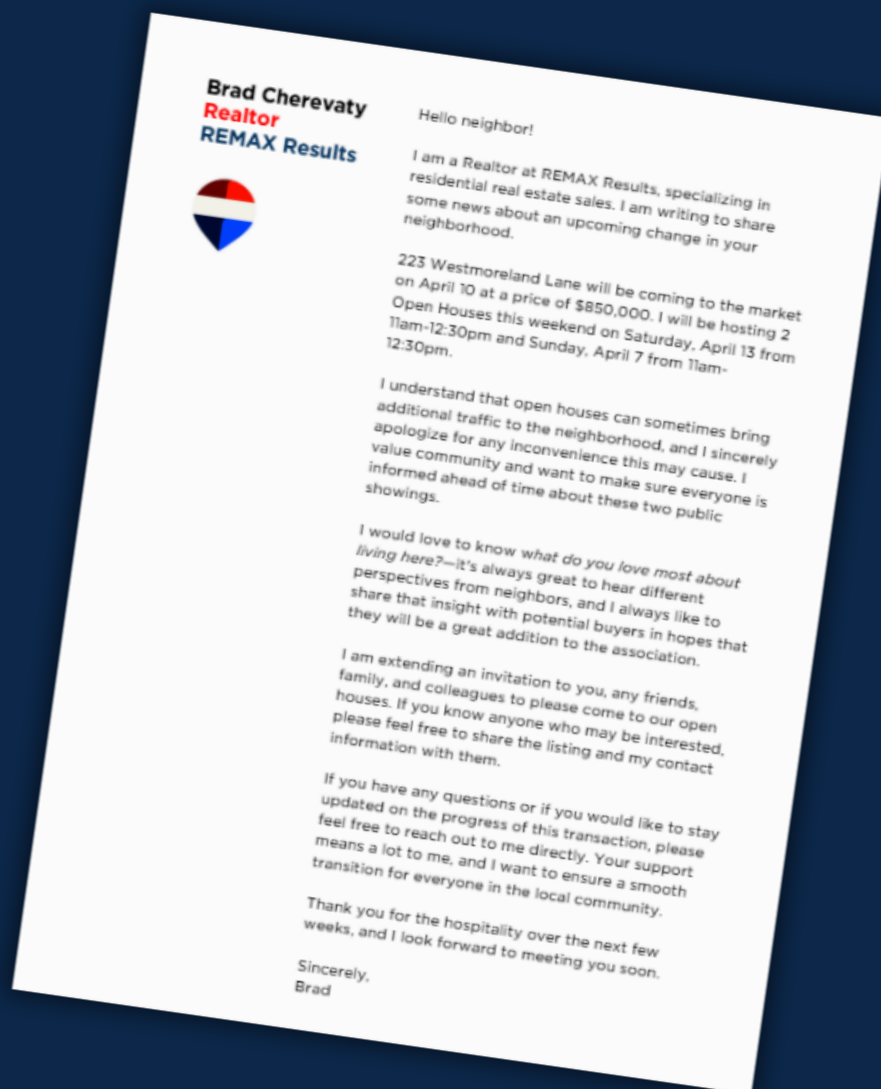 Brad Cherevaty
Realtor
REMAX Results
Hello neighbor!
I am a Realtor at REMAX Results, specializing in
residential real estate sales. I am writing to share
some news about an upcoming change in your
neighborhood.
223 Westmoreland Lane will be coming to the market
on April 10 at a price of $850,000. I will be hosting 2
Open Houses this weekend on Saturday, April 13 from
11am-12:30pm and Sunday, April 7 from 11am-
12:30pm.
I understand that open houses can sometimes bring
additional traffic to the neighborhood, and I sincerely
apologize for any inconvenience this may cause. I
value community and want to make sure everyone is
informed ahead of time about these two public
showings.
I would love to know what do you love most about
living here?—it's always great to hear different
perspectives from neighbors, and I always like to
share that insight with potential buyers in hopes that
they will be a great addition to the association.
I am extending an invitation to you, any friends,
family, and colleagues to please come to our open
houses. If you know anyone who may be interested,
please feel free to share the listing and my contact
information with them.
If you have any questions or if you would like to stay
updated on the progress of this transaction, please
feel free to reach out to me directly. Your support
means a lot to me, and I want to ensure a smooth
transition for everyone in the local community.
Thank you for the hospitality over the next few
weeks, and I look forward to meeting you soon.
Sincerely,
Brad